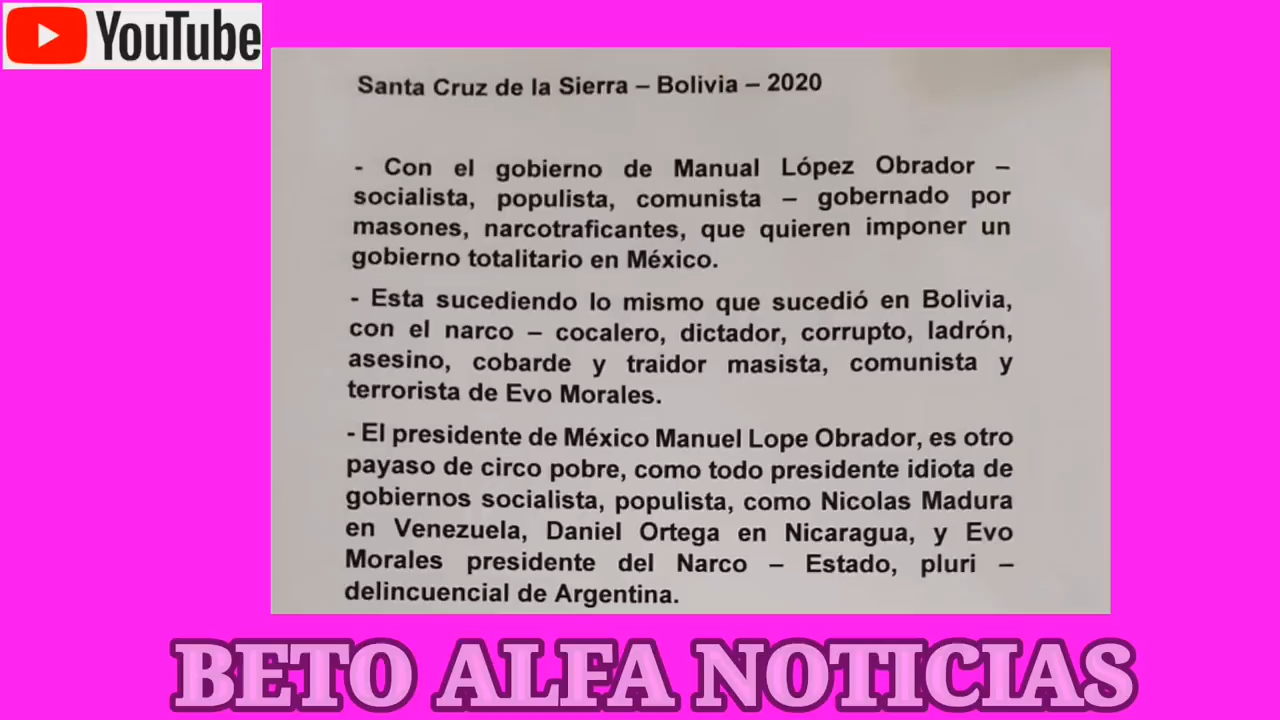 YouTube
Santa Cruz de la Sierra – Bolivia – 2020
- Con el gobierno de Manual López Obrador –
socialista, populista, comunista – gobernado por
masones, narcotraficantes, que quieren imponer un
gobierno totalitario en México.
- Esta sucediendo lo mismo que sucedió en Bolivia,
con el narco – cocalero, dictador, corrupto, ladrón,
asesino, cobarde y traidor masista, comunista y
terrorista de Evo Morales.
- El presidente de México Manuel Lope Obrador, es otro
payaso de circo pobre, como todo presidente idiota de
gobiernos socialista, populista, como Nicolas Madura
en Venezuela, Daniel Ortega en Nicaragua, y Evo
Morales presidente del Narco – Estado, pluri –
delincuencial de Argentina.
BETO ALFA NOTICIAS